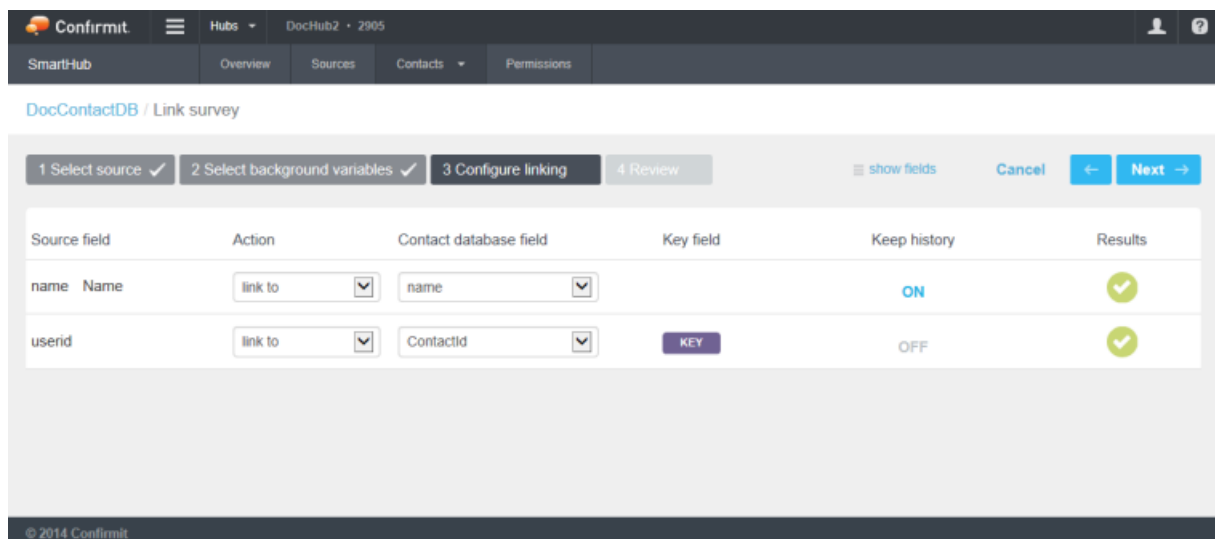 Confirmit. Hubs DocHub2 • 2905
SmartHub Overview Sources Contacts Permissions
DocContactDB / Link survey
1 Select source 2 Select background variables 3 Configure linking 4 Review show fields Cancel ← Next →
Source field Action Contact database field Key field Keep history Results
name Name link to name ON
userid link to ContactId KEY OFF
© 2014 Confirmit